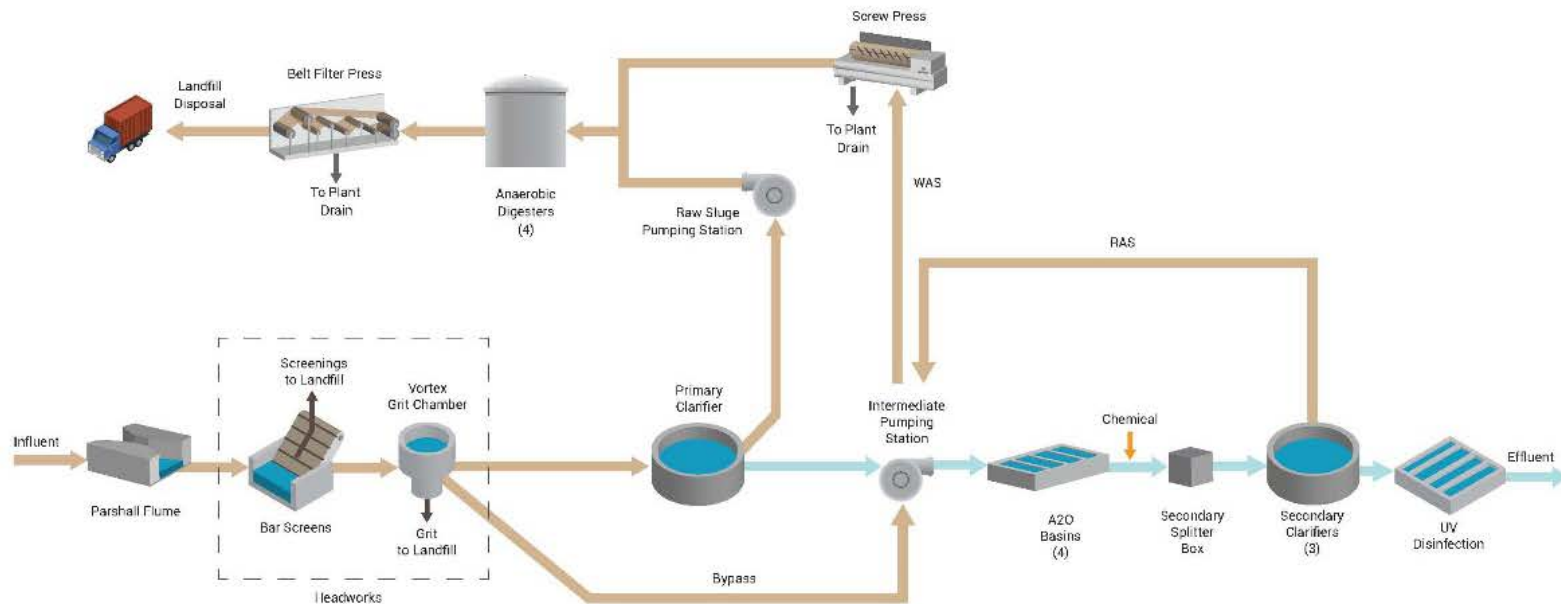 Screw Press
Belt Filter Press
Landfill
Disposal
To Plant
Drain
To Plant
Drain
WAS
Anaerobic
Digesters
(4)
Raw Sluge
Pumping Station
RAS
Screenings
to Landfill
Vortex
Grit Chamber
Primary
Clarifier
Intermediate
Pumping
Station
Chemical
Influent
Effluent
Parshall Flume
Bar Screens
Grit
to Landfill
A2O
Basins
(4)
Secondary
Splitter
Box
Secondary
Clarifiers
(3)
UV
Disinfection
Bypass
Headworks